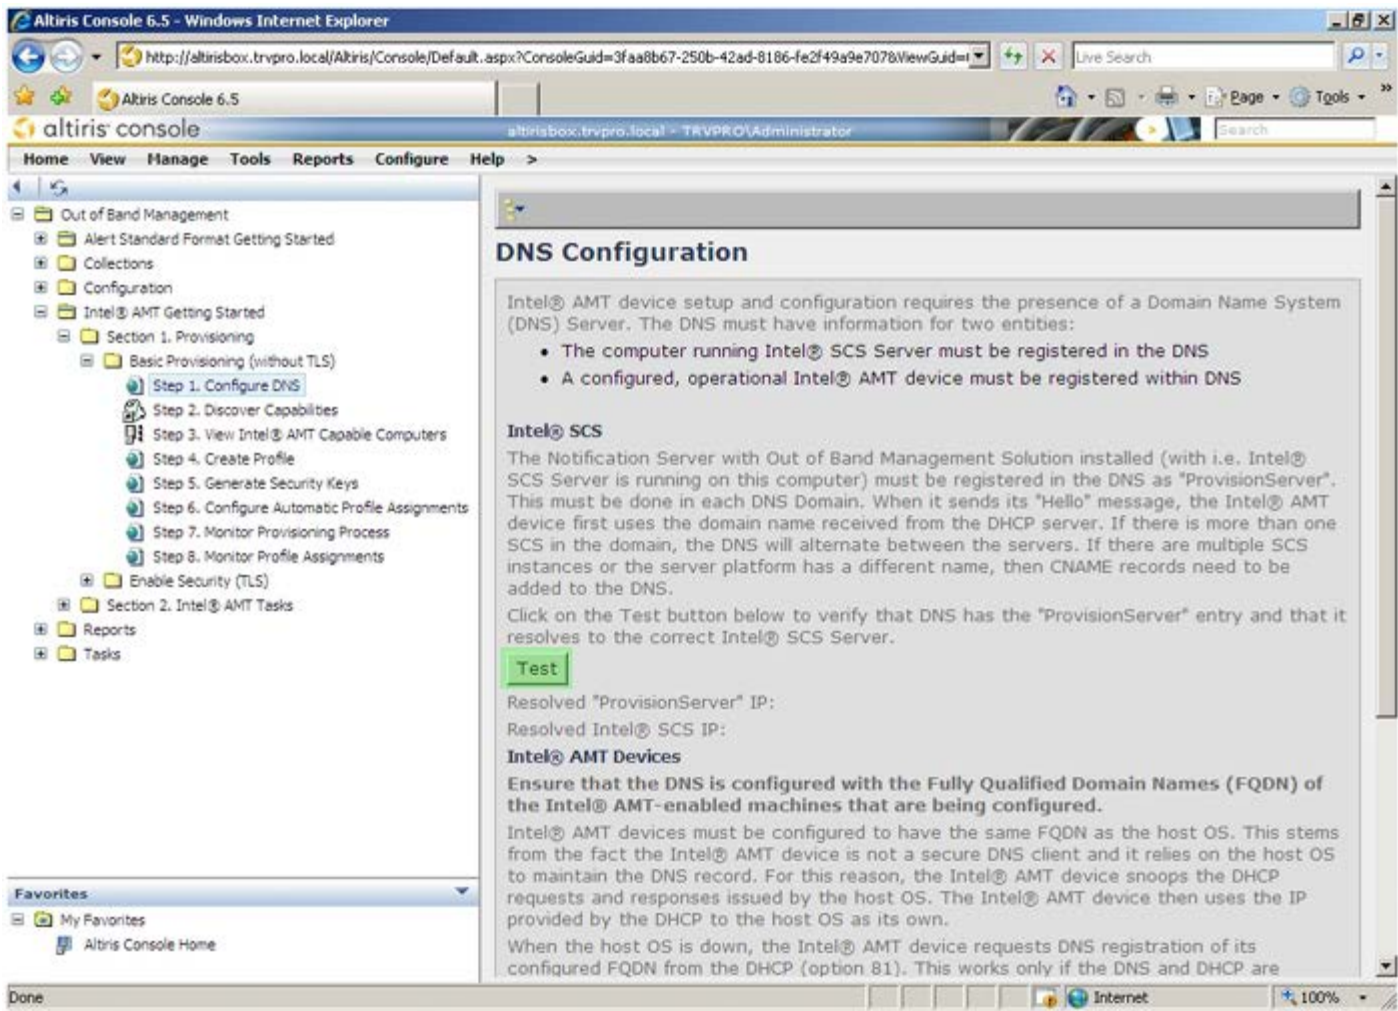 Altiris Console 6.5 - Windows Internet Explorer
http://altirisbox.trvpro.local/Altiris/Console/Default.aspx?ConsoleGuid=3faa8b67-250b-42ad-8186-fe2f49a9e707&ViewGuid=
Live Search
Altiris Console 6.5
Page
Tools
altiris console
altirisbox.trvpro.local - TRVPRO\Administrator
Search
Home View Manage Tools Reports Configure Help >
Out of Band Management
Alert Standard Format Getting Started
Collections
Configuration
Intel® AMT Getting Started
Section 1. Provisioning
Basic Provisioning (without TLS)
Step 1. Configure DNS
Step 2. Discover Capabilities
Step 3. View Intel® AMT Capable Computers
Step 4. Create Profile
Step 5. Generate Security Keys
Step 6. Configure Automatic Profile Assignments
Step 7. Monitor Provisioning Process
Step 8. Monitor Profile Assignments
Enable Security (TLS)
Section 2. Intel® AMT Tasks
Reports
Tasks
Favorites
My Favorites
Altiris Console Home
DNS Configuration
Intel® AMT device setup and configuration requires the presence of a Domain Name System
(DNS) Server. The DNS must have information for two entities:
• The computer running Intel® SCS Server must be registered in the DNS
• A configured, operational Intel® AMT device must be registered within DNS
Intel® SCS
The Notification Server with Out of Band Management Solution installed (with i.e. Intel®
SCS Server is running on this computer) must be registered in the DNS as "ProvisionServer".
This must be done in each DNS Domain. When it sends its "Hello" message, the Intel® AMT
device first uses the domain name received from the DHCP server. If there is more than one
SCS in the domain, the DNS will alternate between the servers. If there are multiple SCS
instances or the server platform has a different name, then CNAME records need to be
added to the DNS.
Click on the Test button below to verify that DNS has the "ProvisionServer" entry and that it
resolves to the correct Intel® SCS Server.
Test
Resolved "ProvisionServer" IP:
Resolved Intel® SCS IP:
Intel® AMT Devices
Ensure that the DNS is configured with the Fully Qualified Domain Names (FQDN) of
the Intel® AMT-enabled machines that are being configured.
Intel® AMT devices must be configured to have the same FQDN as the host OS. This stems
from the fact the Intel® AMT device is not a secure DNS client and it relies on the host OS
to maintain the DNS record. For this reason, the Intel® AMT device snoops the DHCP
requests and responses issued by the host OS. The Intel® AMT device then uses the IP
provided by the DHCP to the host OS as its own.
When the host OS is down, the Intel® AMT device requests DNS registration of its
configured FQDN from the DHCP (option 81). This works only if the DNS and DHCP are
Done
Internet
100%